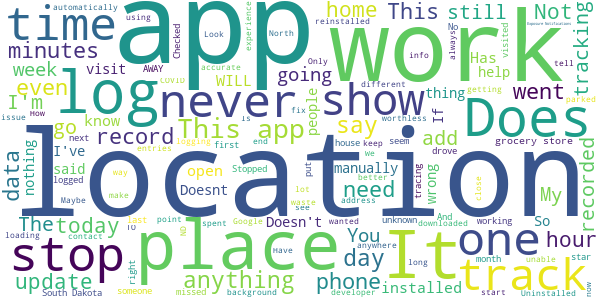 automatically
using
reinstalled
Checked
Look
AWAY
experience
North
home
This
still
Not
always
No
Exposure Notifications
tell
time
app
work
minutes
visit
COVID
accurate
WILL
going
Only
info
visited
tracking
even
week
log
never
show
Has
help
getting
parked
I'm
How
issue
know
This app
people
fix
different
worthless
thing
went
Does
go
next
record
entries
logging
first
is
end
say
house
keep
we
seem
drove
If
add
grocery store
data
nothing
I've
said
logged
Maybe
location
way
make
open
Stopped
Doesnt
put
lot
waste
see
better
address
need
manually
tracing
wrong
close
My
recorded
The
today
last
point
spent
NO
Google
Doesn't
Have
wanted
You
day
unknown
downloaded
And
working
So
one
hour
stop
place
It
track
loading
contact
To
update
right
someone
missed
anything
background
phone
developer
anywhere
long
installed
month
unable
star
start
Uninstalled
now
South Dakota